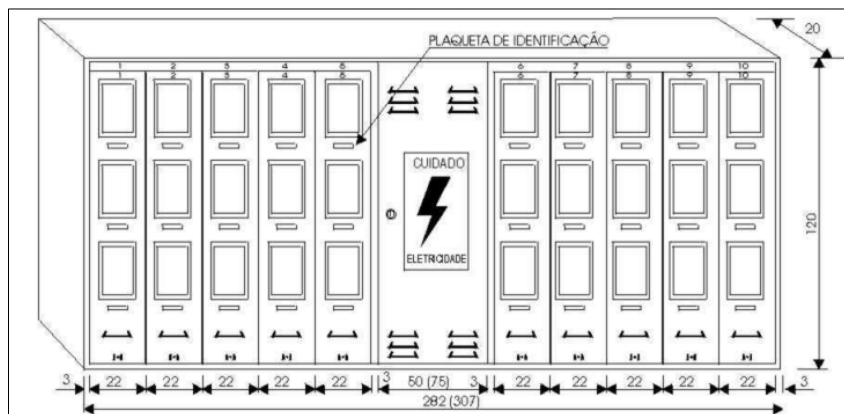 20
PLAQUETA DE IDENTIFICAÇÃO
1 2 3 4 5 6 7 8 9 10
1 2 3 4 5 6 7 8 9 10
CUIDADO
ELETRICIDADE
120
3 22 22 22 22 22 3 50 (75) 3 22 22 22 22 22 3
282 (307)